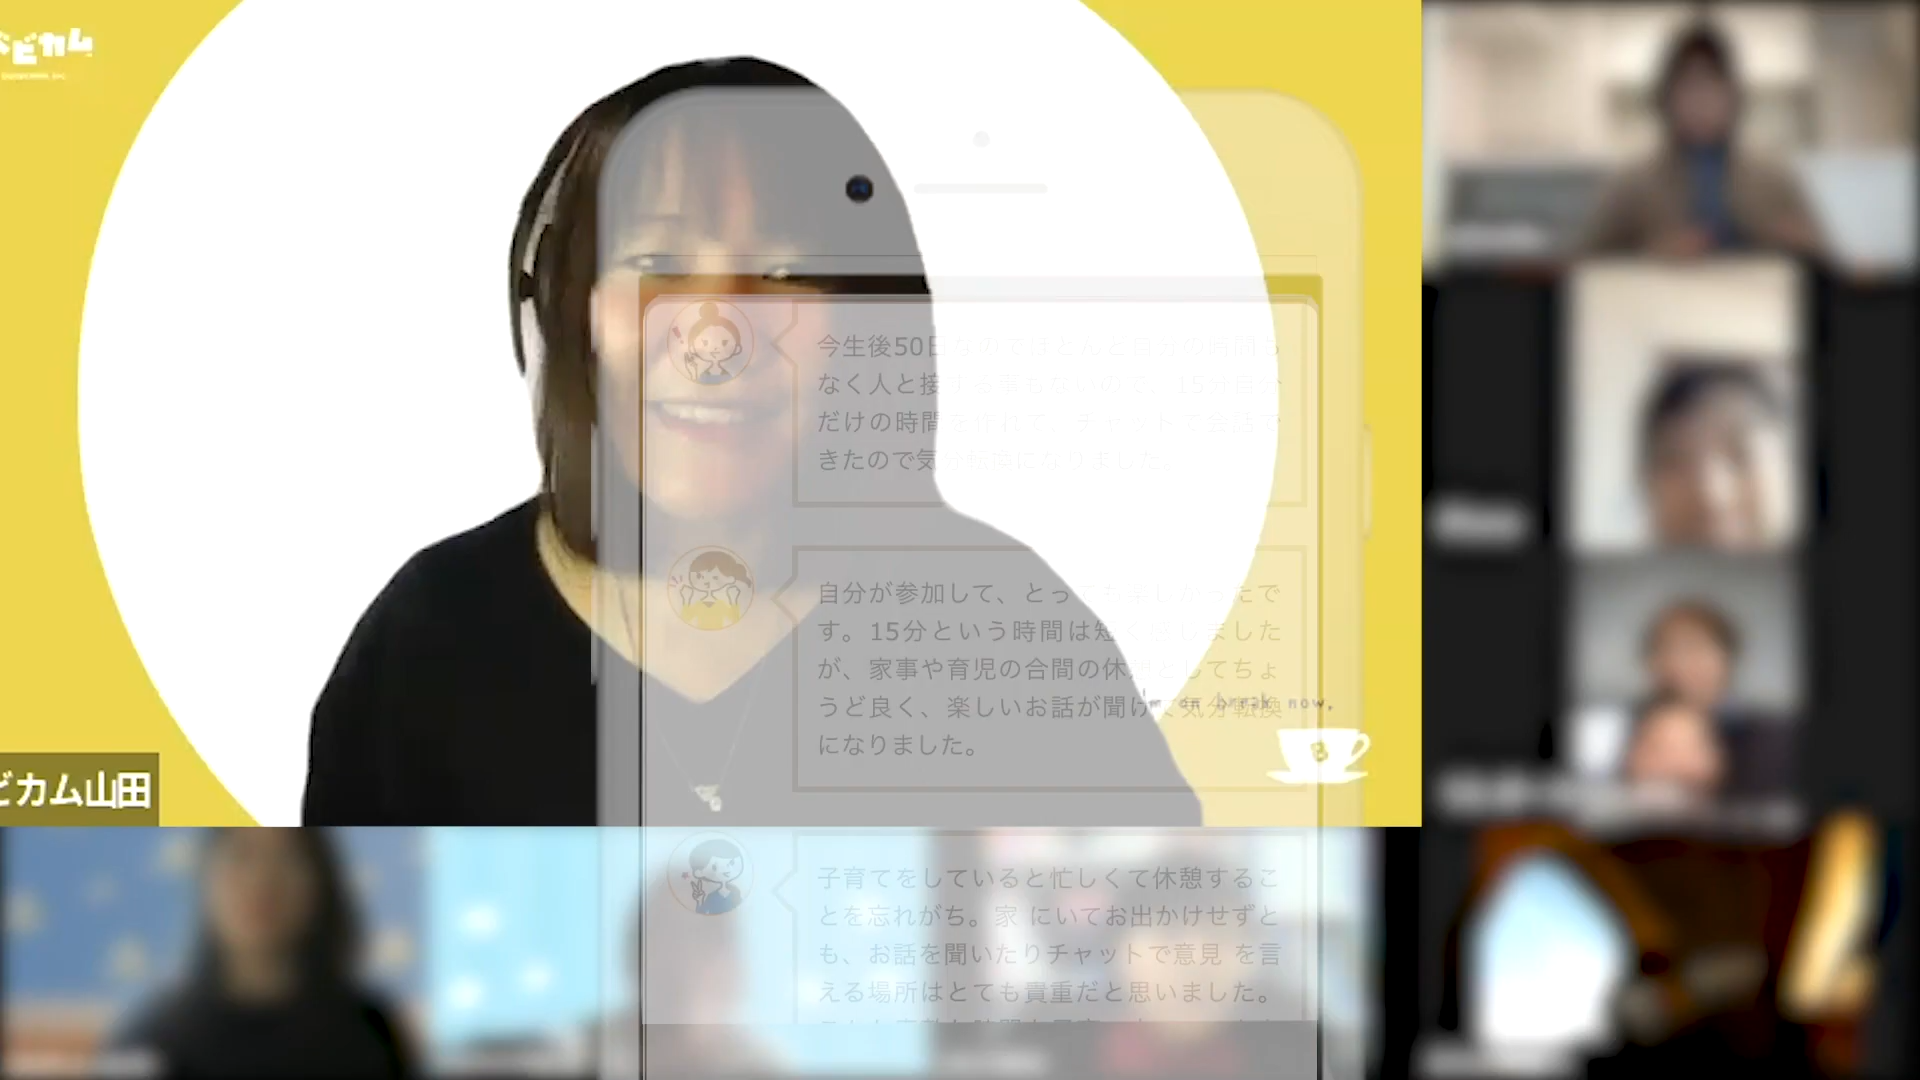 ベビカム
今生後50日なのでほとんど自分の時間も
なく人と接する事もないので、15分自分
だけの時間を作れて、チャットで会話で
きたので気分転換になりました。
自分が参加して、とっても楽しかったで
す。15分という時間は短く感じました
が、家事や育児の合間の休憩としてちょ
うど良く、楽しいお話が聞けて気分転換
になりました。
I'm on break now,
ビカム山田
子育てをしていると忙しくて休憩するこ
とを忘れがち。家 にいてお出かけせずと
も、お話を聞いたりチャットで意見 を言
える場所はとても貴重だと思いました。